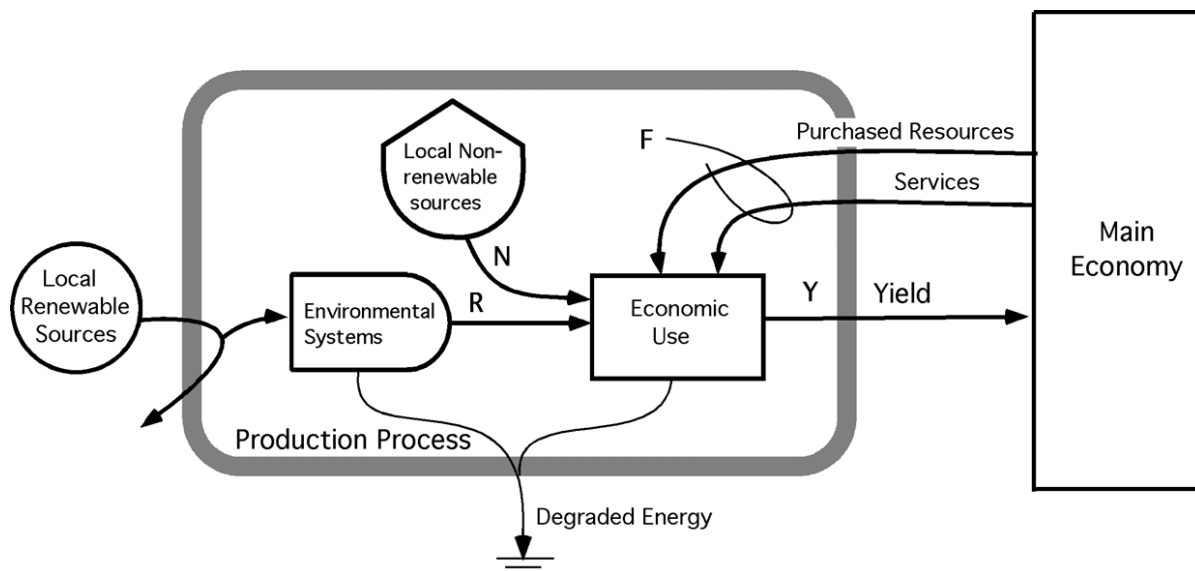 Purchased Resources
F
Local Non-
renewable
sources
Services
Main
Economy
N
Local
Renewable
Sources
Environmental
Systems
R
Economic
Use
Y
Yield
Production Process
Degraded Energy